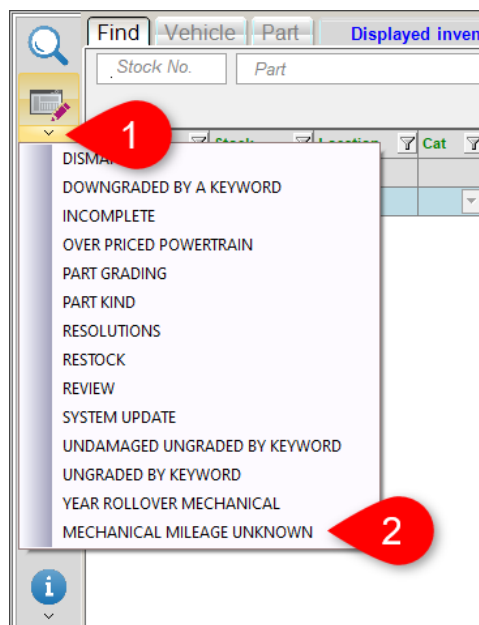 Find Vehicle Part Displayed inven
Stock No. Part
1
Stock Location Cat
DISMA
DOWNGRADED BY A KEYWORD
INCOMPLETE
OVER PRICED POWERTRAIN
PART GRADING
PART KIND
RESOLUTIONS
RESTOCK
REVIEW
SYSTEM UPDATE
UNDAMAGED UNGRADED BY KEYWORD
UNGRADED BY KEYWORD
YEAR ROLLOVER MECHANICAL
MECHANICAL MILEAGE UNKNOWN 2